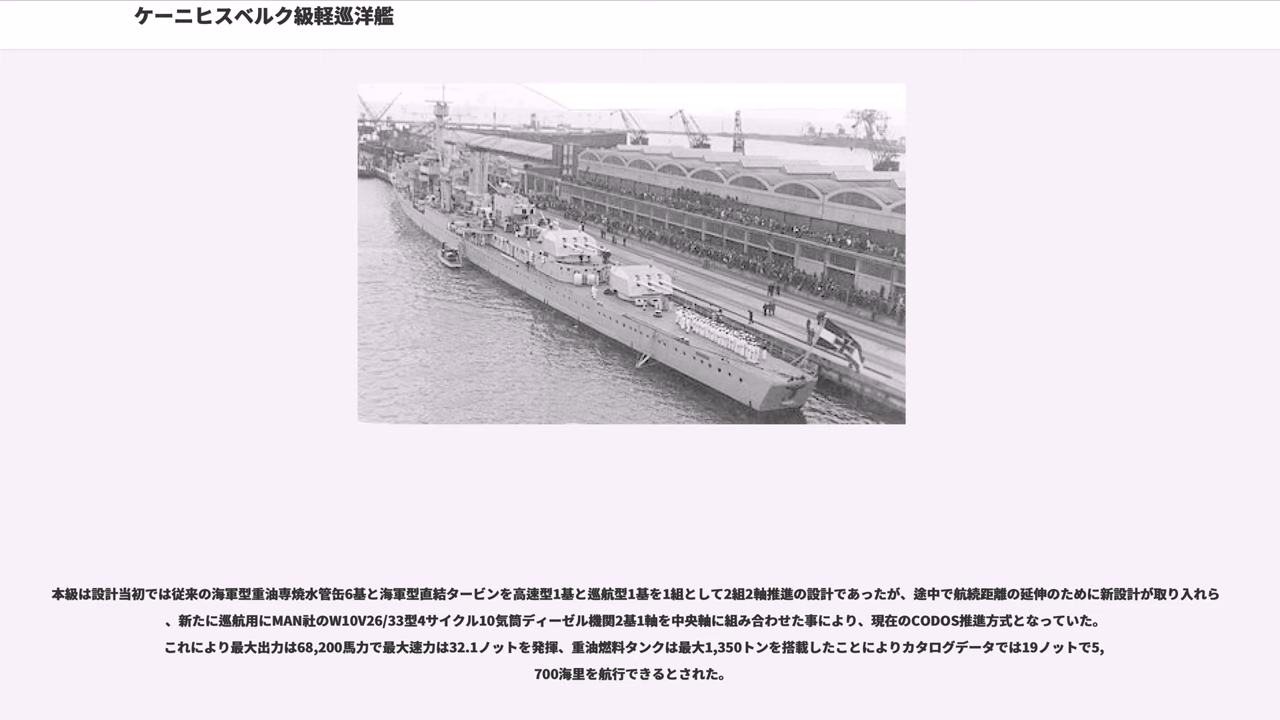 ケーニヒスベルク級軽巡洋艦
本級は設計当初では従来の海軍型重油専焼水管缶6基と海軍型直結タービンを高速型1基と巡航型1基を1組として2組2軸推進の設計であったが、途中で航続距離の延伸のために新設計が取り入れら
、新たに巡航用にMAN社のW10V26/33型4サイクル10気筒ディーゼル機関2基1軸を中央軸に組み合わせた事により、現在のCODOS推進方式となっていた。
これにより最大出力は68,200馬力で最大速力は32.1ノットを発揮、重油燃料タンクは最大1,350トンを搭載したことによりカタログデータでは19ノットで5,
700海里を航行できるとされた。